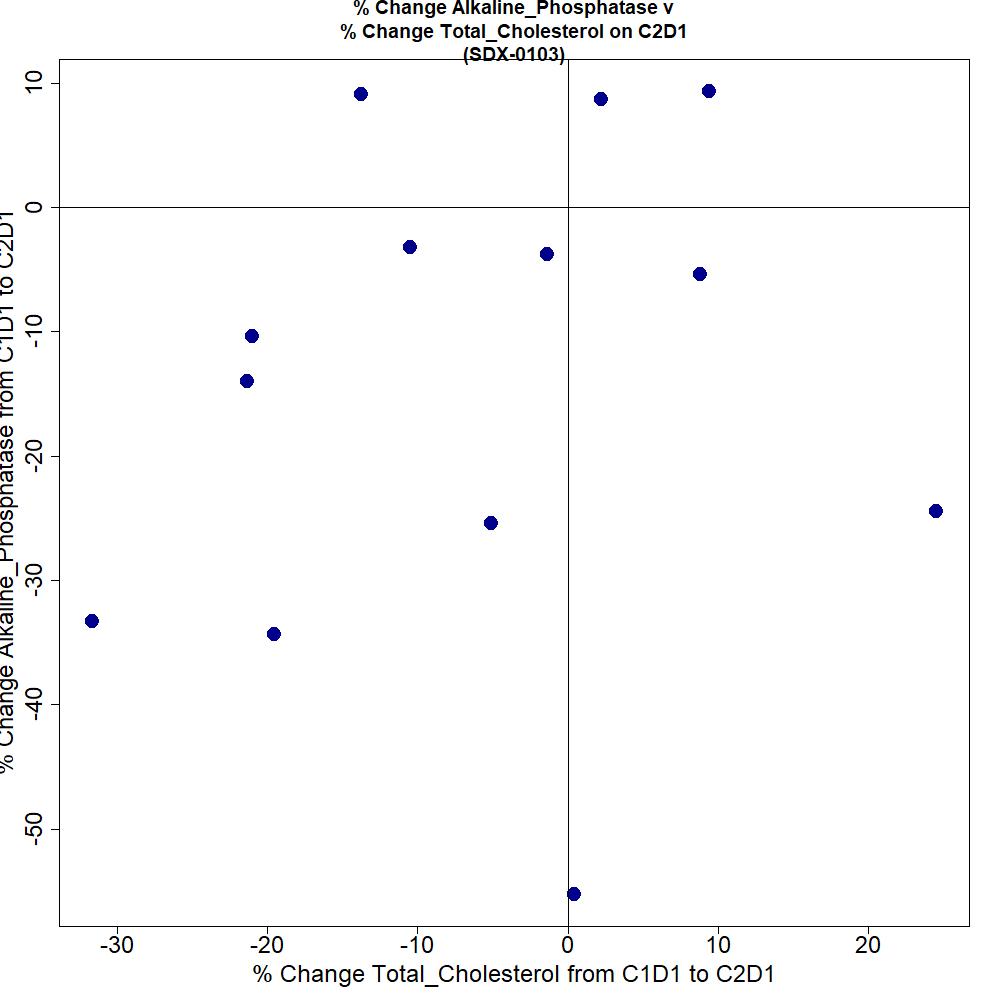 % Change Alkaline_Phosphatase v
% Change Total_Cholesterol on C2D1
(SDX-0103)
% Change Alkaline_Phosphatase from C1D1 to C2D1
10
0
-10
-20
-30
-40
-50
-30
-20
-10
0
10
20
% Change Total_Cholesterol from C1D1 to C2D1